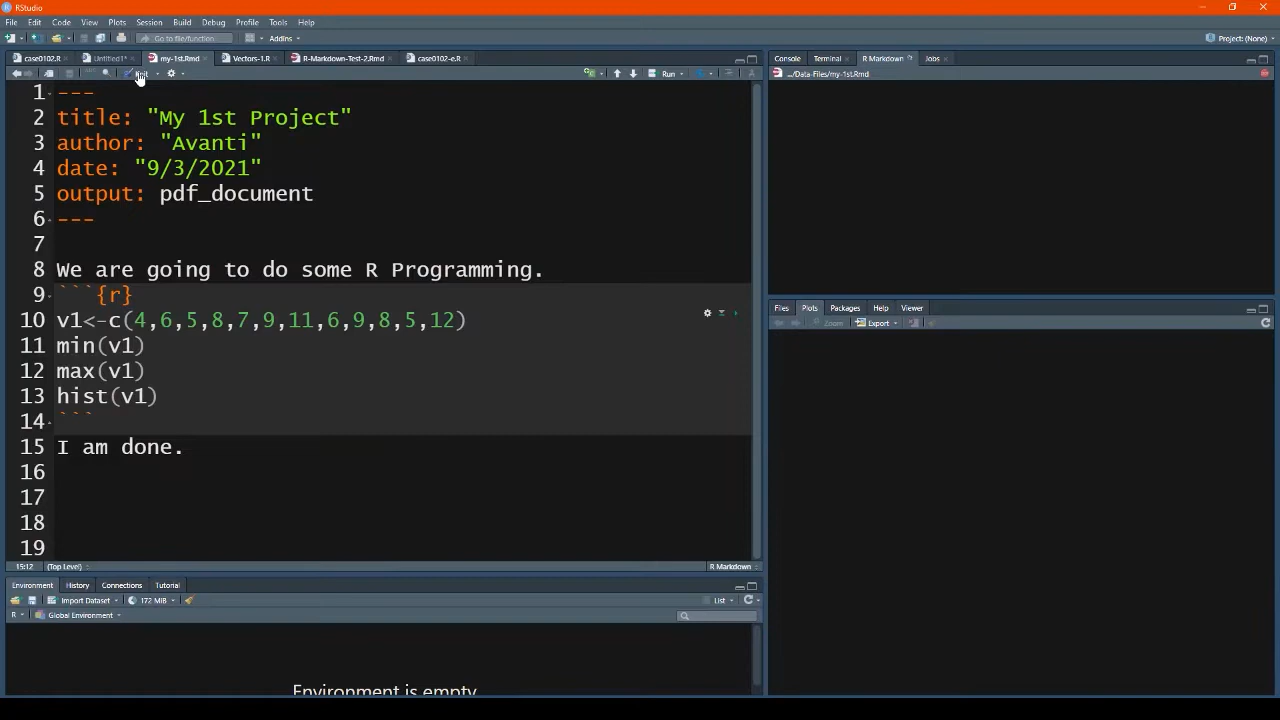 RStudio
File Edit Code View Plots Session Build Debug Profile Tools Help
Go to file/function Addins Project: (None)
case0102.R Untitled1* my-1st.Rmd Vectors-1.R R-Markdown-Test-2.Rmd case0102-e.R
Run
1 ---
2 title: "My 1st Project"
3 author: "Avanti"
4 date: "9/3/2021"
5 output: pdf_document
6 ---
7
8 We are going to do some R Programming.
9 ```{r}
10 v1<-c(4,6,5,8,7,9,11,6,9,8,5,12)
11 min(v1)
12 max(v1)
13 hist(v1)
14 ```
15 I am done.
16
17
18
19
15:12 (Top Level) R Markdown
Environment History Connections Tutorial
Import Dataset 172 MiB List
R Global Environment
Environment is empty
Console Terminal R Markdown Jobs
.../Data-Files/my-1st.Rmd
Files Plots Packages Help Viewer
Zoom Export